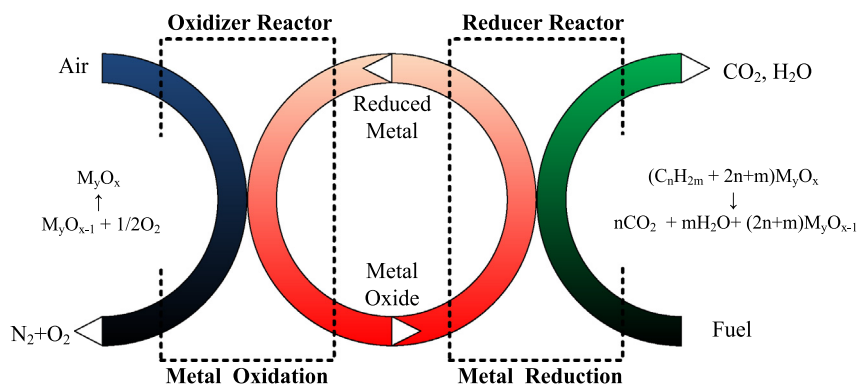 Oxidizer Reactor
Reducer Reactor
Air
CO₂, H₂O
Reduced
Metal
MyOₓ
↑
MyOₓ₋₁ + 1/2O₂
(CₙH₂ₘ + 2n+m)MyOₓ
↓
nCO₂ + mH₂O+ (2n+m)MyOₓ₋₁
Metal
Oxide
N₂+O₂
Fuel
Metal Oxidation
Metal Reduction